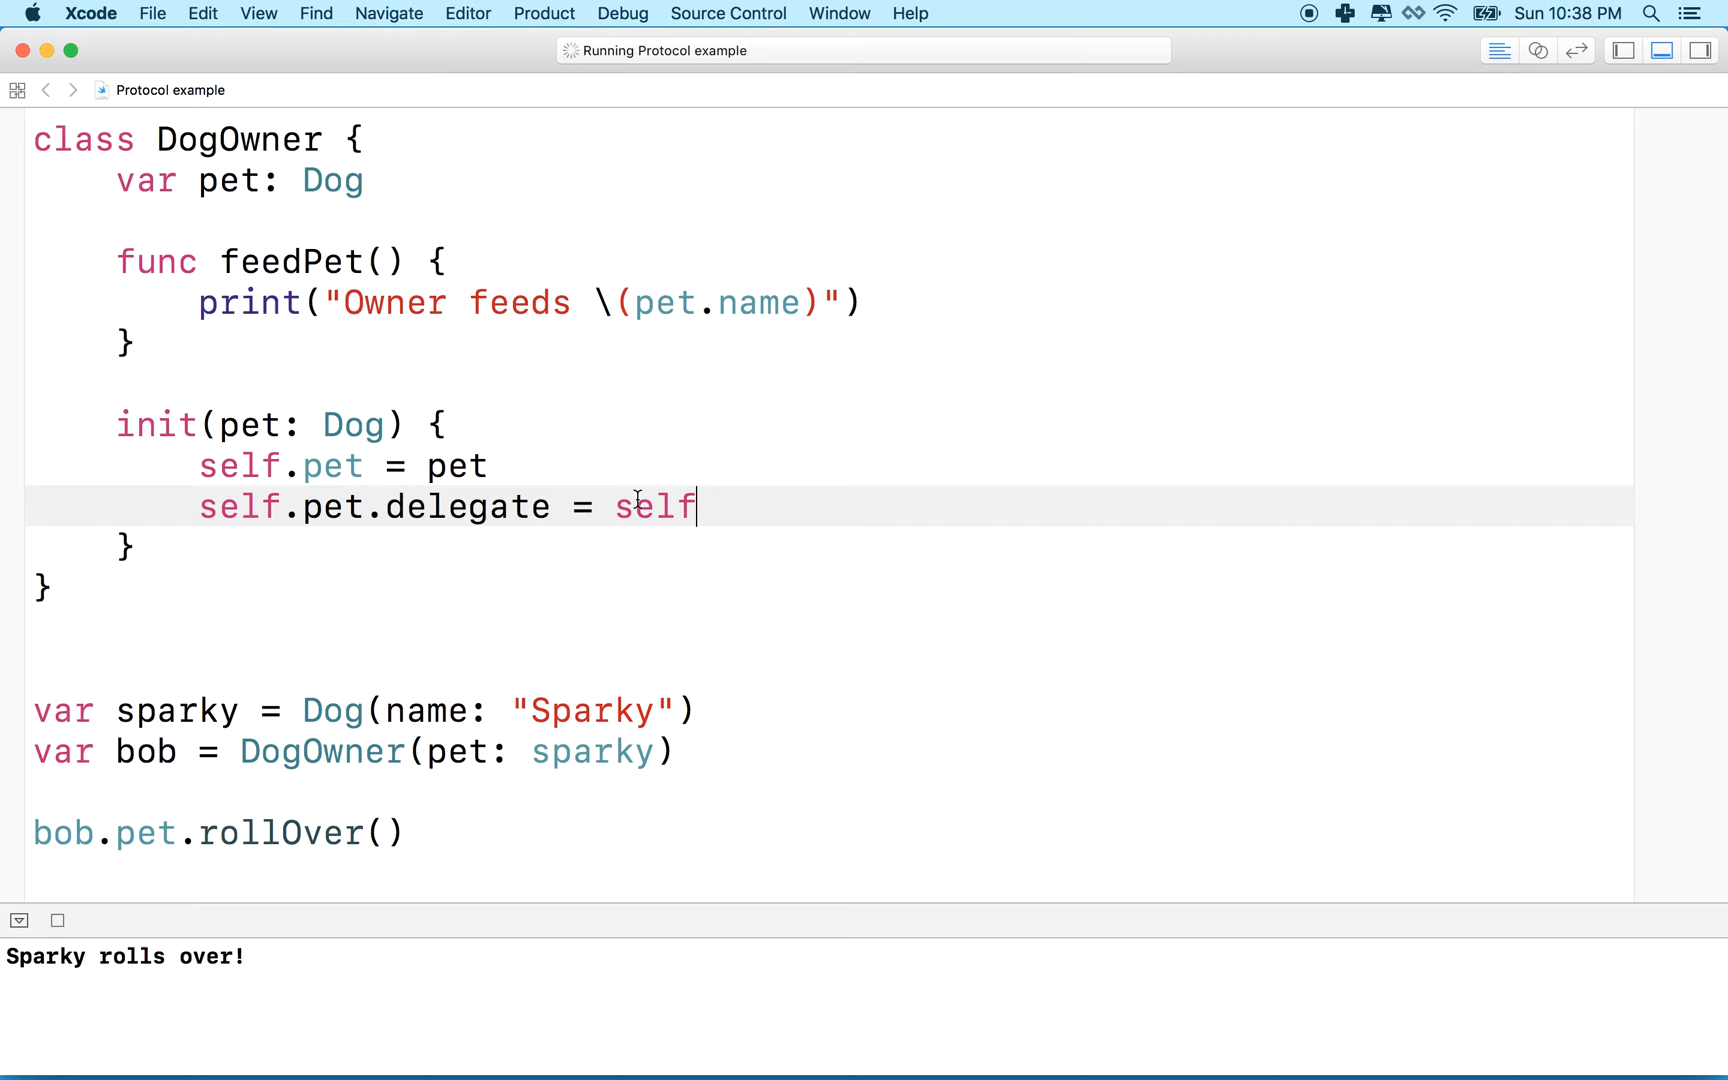 Xcode File Edit View Find Navigate Editor Product Debug Source Control Window Help Sun 10:38 PM
Running Protocol example
Protocol example
class DogOwner {
var pet: Dog
func feedPet() {
print("Owner feeds \(pet.name)")
}
init(pet: Dog) {
self.pet = pet
self.pet.delegate = self
}
}
var sparky = Dog(name: "Sparky")
var bob = DogOwner(pet: sparky)
bob.pet.rollOver()
Sparky rolls over!